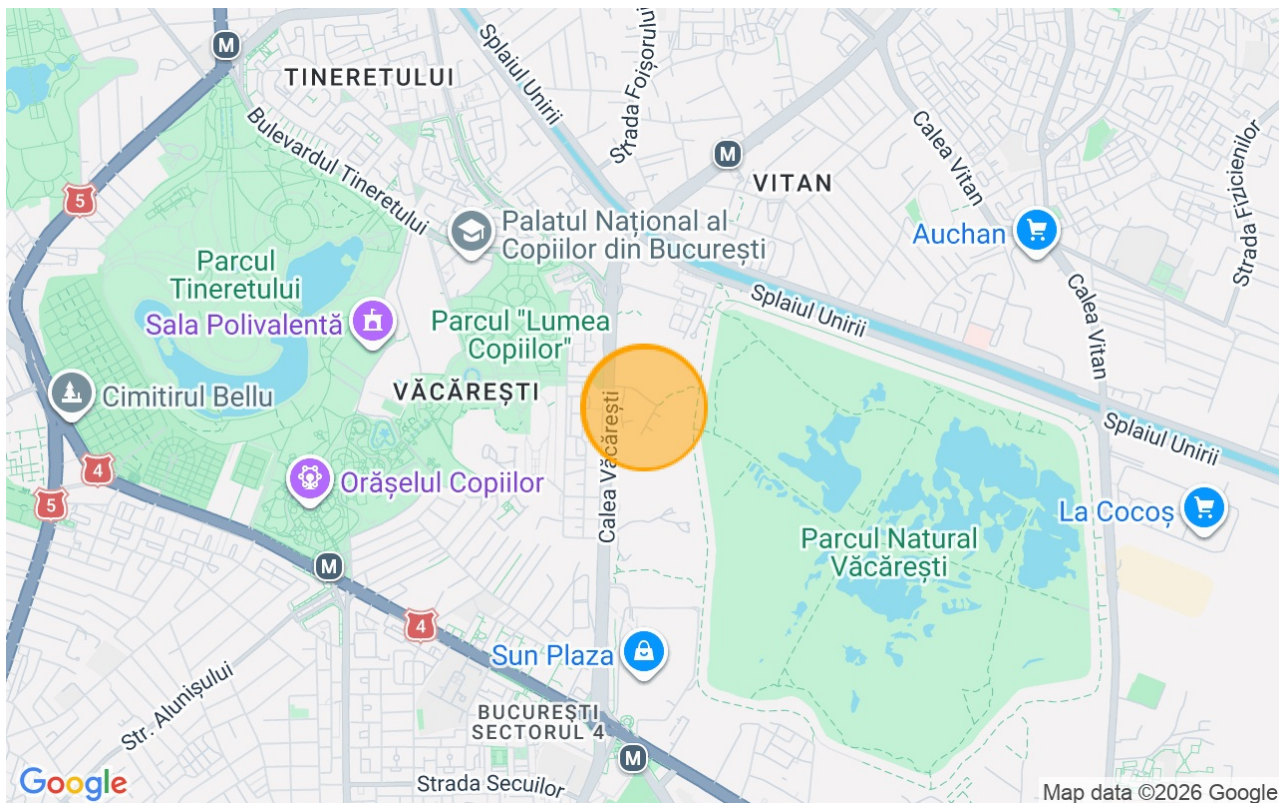 M
TINERETULUI
Splaiul Unirii
Strada Foișorului
M
VITAN
Calea Vitan
Strada Fizicienilor
Bulevardul Tineretului
5
Palatul Național al
Copiilor din București
Auchan
Parcul
Tineretului
Sala Polivalentă
Parcul "Lumea
Copiilor"
Splaiul Unirii
Calea Vitan
Cimitirul Bellu
VĂCĂREȘTI
Calea Văcărești
Splaiul Unirii
4
5
Orășelul Copiilor
La Cocoș
Parcul Natural
Văcărești
M
4
Sun Plaza
Str. Alunișului
BUCUREȘTI
SECTORUL 4
M
Strada Secuilor
Google
Map data ©2026 Google